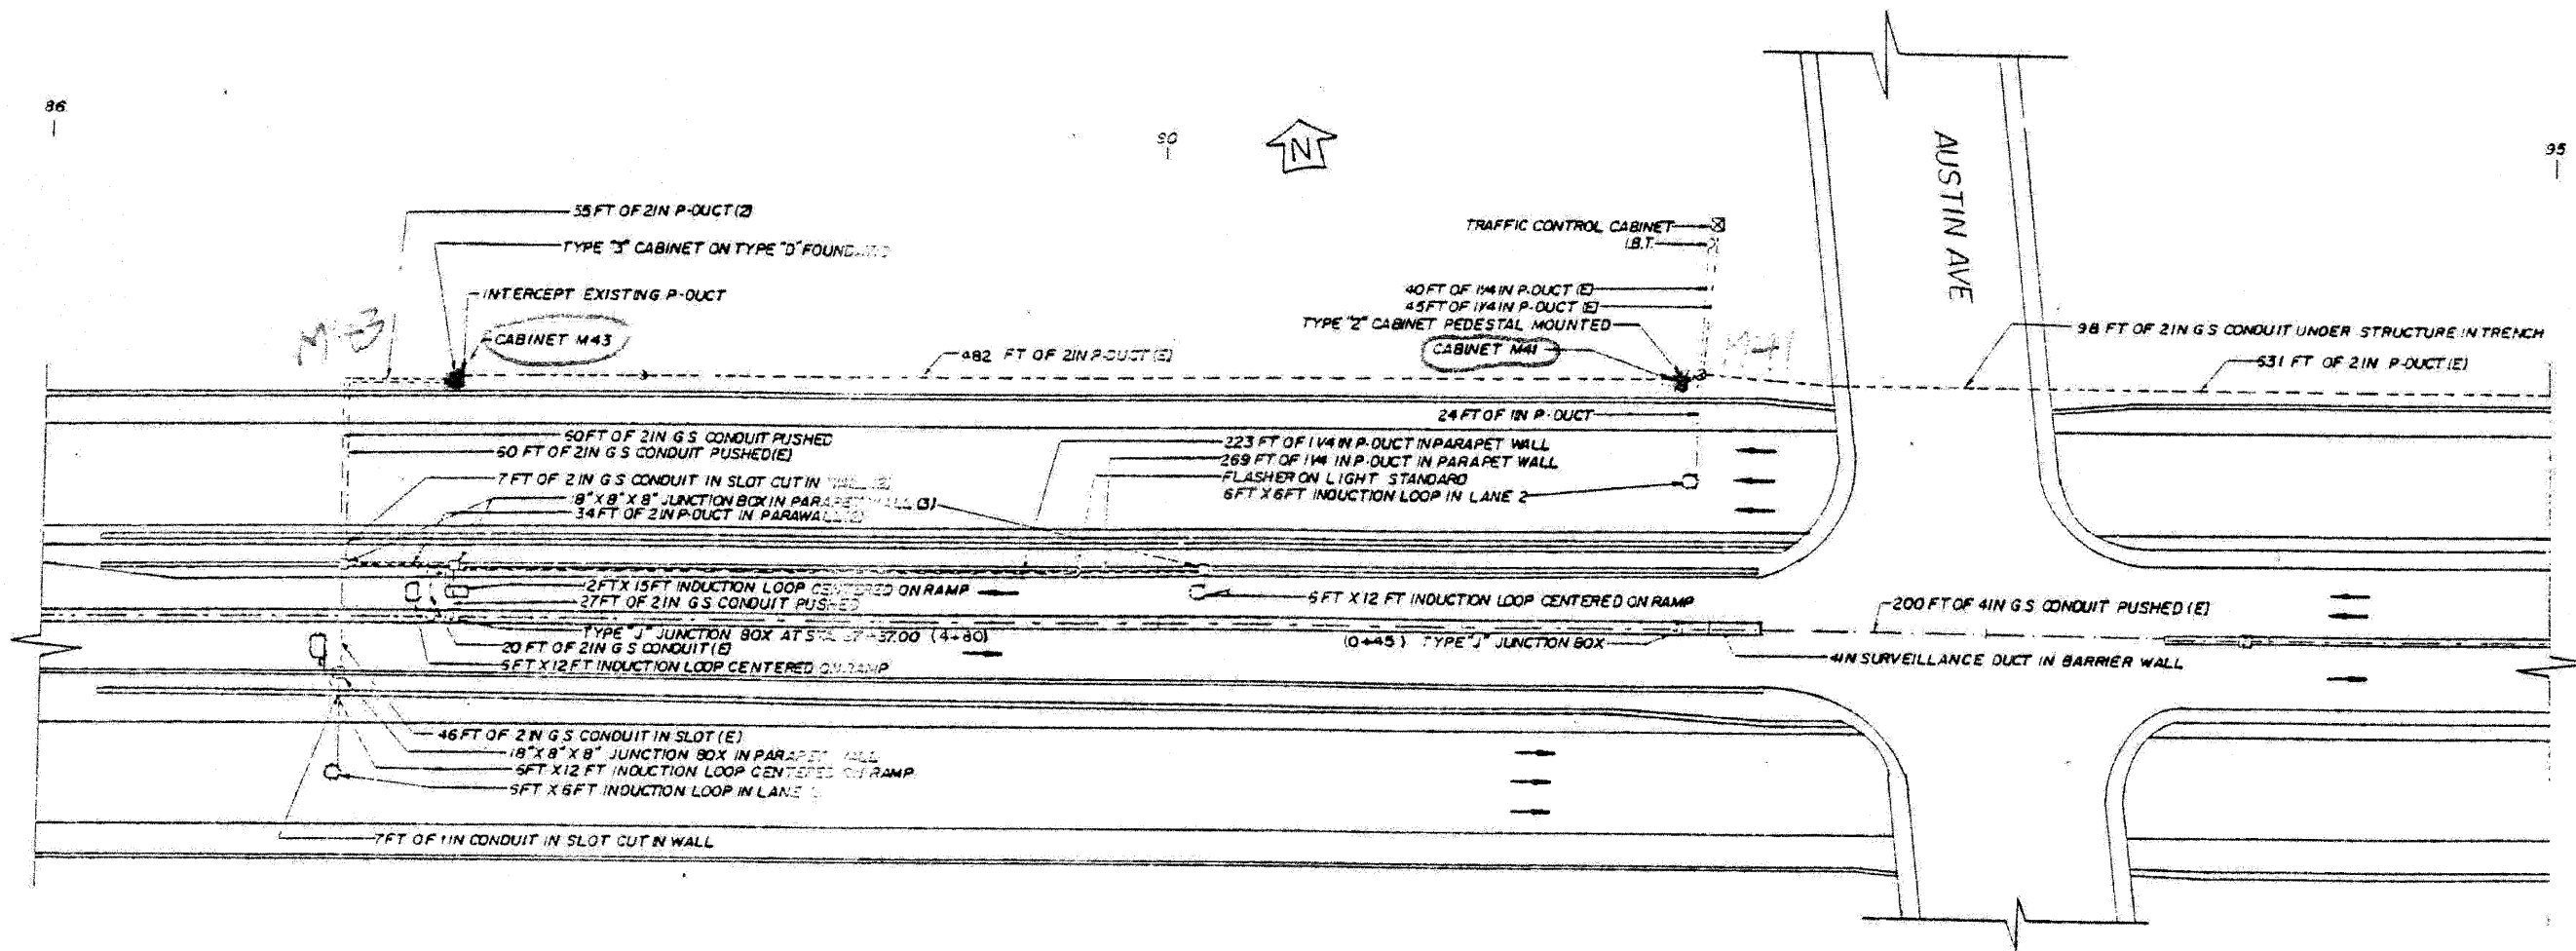 86
90
N
95
AUSTIN AVE
55 FT OF 2IN P-DUCT (2)
TYPE "3" CABINET ON TYPE "D"
INTERCEPT EXISTING P-DUCT
CABINET M43
482 FT OF 2IN P-DUCT (E)
TRAFFIC CONTROL CABINET
I.B.T.
40 FT OF 1 1/4 IN P-DUCT (E)
45 FT OF 1 1/4 IN P-DUCT (E)
TYPE "2" CABINET PEDESTAL MOUNTED
CABINET M41
M-41
98 FT OF 2IN G S CONDUIT UNDER STRUCTURE IN TRENCH
531 FT OF 2IN P-DUCT (E)
24 FT OF 1IN P-DUCT
60 FT OF 2IN G S CONDUIT PUSHED
60 FT OF 2IN G S CONDUIT PUSHED (E)
7 FT OF 2IN G S CONDUIT IN SLOT CUT IN
18"X 8"X 8" JUNCTION BOX IN PARAPET WALL (3)
34 FT OF 2IN P-DUCT IN PARAWALL
223 FT OF 1 1/4 IN P-DUCT IN PARAPET WALL
269 FT OF 1 1/4 IN P-DUCT IN PARAPET WALL
FLASHER ON LIGHT STANDARD
6FT X 6FT INDUCTION LOOP IN LANE 2
12 FT X 15 FT INDUCTION LOOP CENTERED ON RAMP
27 FT OF 2IN G S CONDUIT PUSHED
TYPE "J" JUNCTION BOX AT 37.00 (4+80)
20 FT OF 2IN G S CONDUIT (E)
6FT X 12 FT INDUCTION LOOP CENTERED ON RAMP
6 FT X 12 FT INDUCTION LOOP CENTERED ON RAMP
(0+45) TYPE "J" JUNCTION BOX
200 FT OF 4IN G S CONDUIT PUSHED (E)
4IN SURVEILLANCE DUCT IN BARRIER WALL
46 FT OF 2IN G S CONDUIT IN SLOT (E)
18"X 8"X 8" JUNCTION BOX IN PARAPET WALL
6FT X 12 FT INDUCTION LOOP CENTERED ON RAMP
6FT X 6FT INDUCTION LOOP IN LANE
7 FT OF 1IN CONDUIT IN SLOT CUT IN WALL